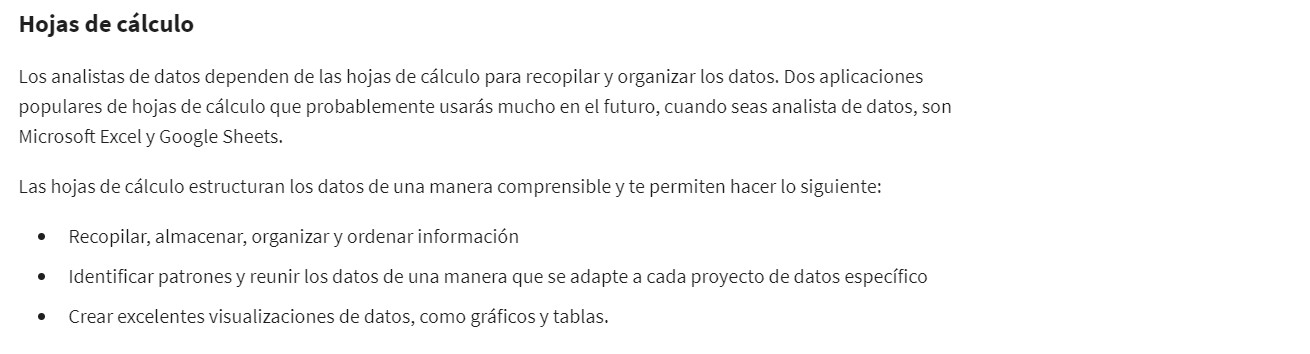 Hojas de cálculo
Los analistas de datos dependen de las hojas de cálculo para recopilar y organizar los datos. Dos aplicaciones
populares de hojas de cálculo que probablemente usarás mucho en el futuro, cuando seas analista de datos, son
Microsoft Excel y Google Sheets.
Las hojas de cálculo estructuran los datos de una manera comprensible y te permiten hacer lo siguiente:
• Recopilar, almacenar, organizar y ordenar información
• Identificar patrones y reunir los datos de una manera que se adapte a cada proyecto de datos específico
• Crear excelentes visualizaciones de datos, como gráficos y tablas.